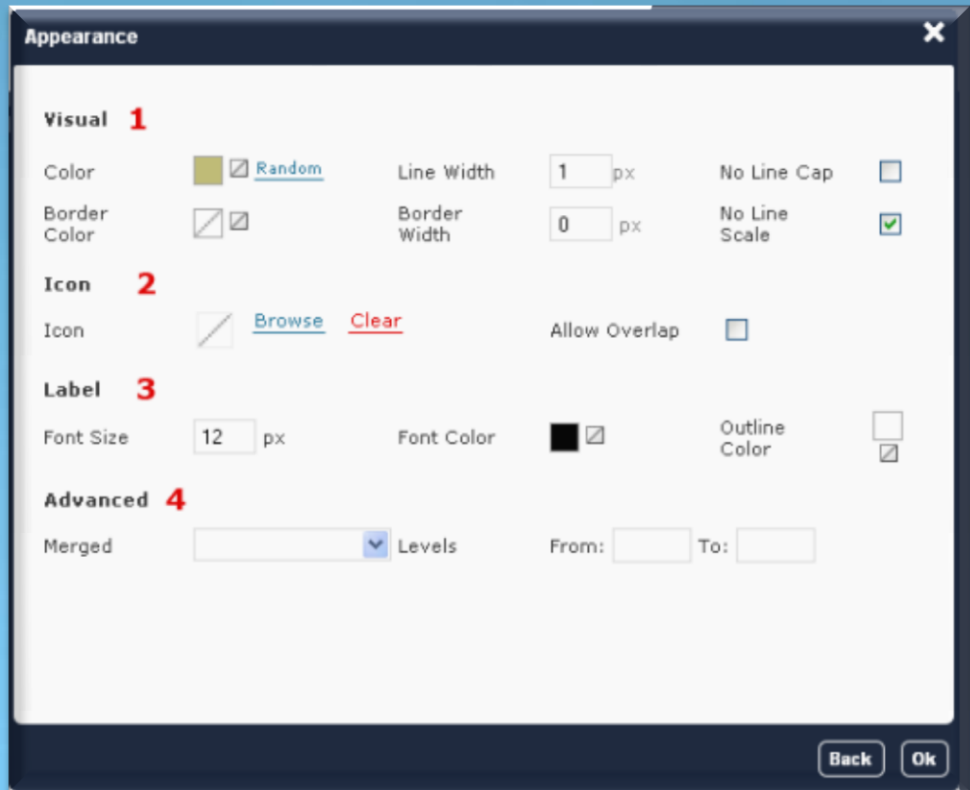 Appearance
Visual 1
Color Random Line Width 1 px No Line Cap
Border Color Border Width 0 px No Line Scale
Icon 2
Icon Browse Clear Allow Overlap
Label 3
Font Size 12 px Font Color Outline Color
Advanced 4
Merged Levels From: To:
Back Ok